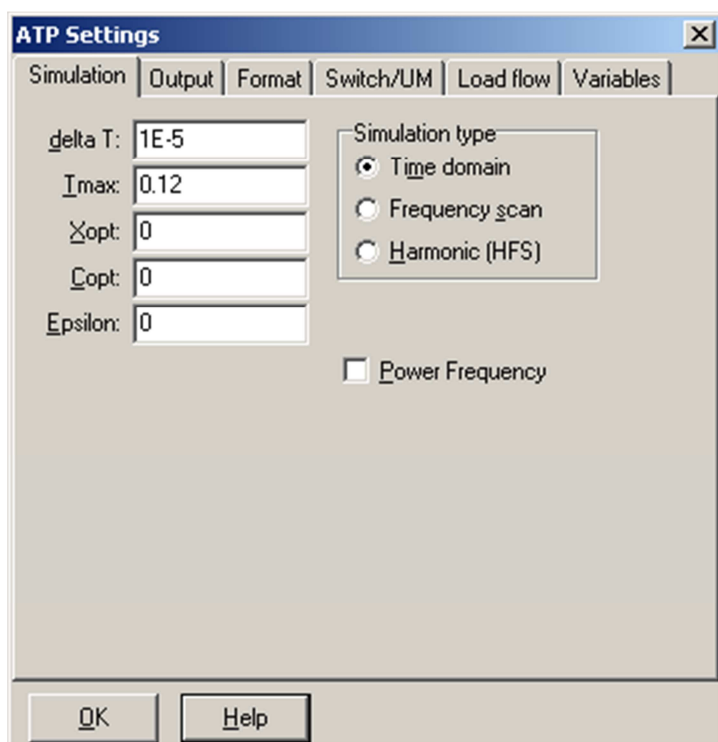 ATP Settings
Simulation Output Format Switch/UM Load flow Variables
delta T: 1E-5
Tmax: 0.12
Xopt: 0
Copt: 0
Epsilon: 0
Simulation type
Time domain
Frequency scan
Harmonic (HFS)
Power Frequency
OK Help